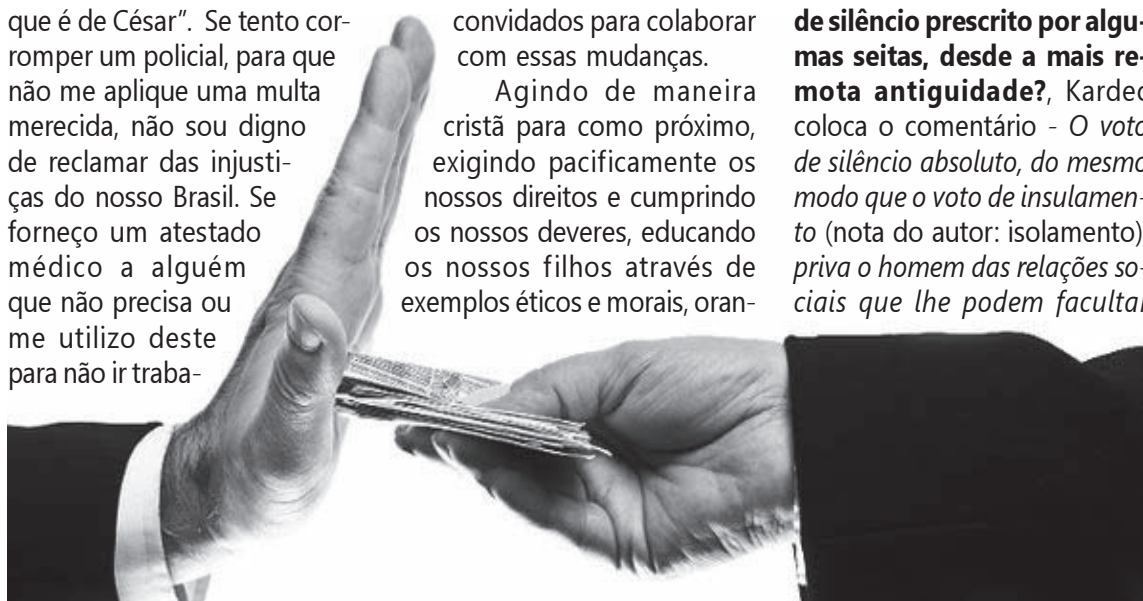 que é de César”. Se tento cor-
romper um policial, para que
não me aplique uma multa
merecida, não sou digno
de reclamar das injusti-
ças do nosso Brasil. Se
forneço um atestado
médico a alguém
que não precisa ou
me utilizo deste
para não ir traba-
convidados para colaborar
com essas mudanças.
Agindo de maneira
cristã para como próximo,
exigindo pacificamente os
nossos direitos e cumprindo
os nossos deveres, educando
os nossos filhos através de
exemplos éticos e morais, oran-
de silêncio prescrito por algu-
mas seitas, desde a mais re-
mota antiguidade?, Kardec
coloca o comentário - O voto
de silêncio absoluto, do mesmo
modo que o voto de insulamen-
to (nota do autor: isolamento)
priva o homem das relações so-
ciais que lhe podem facultar